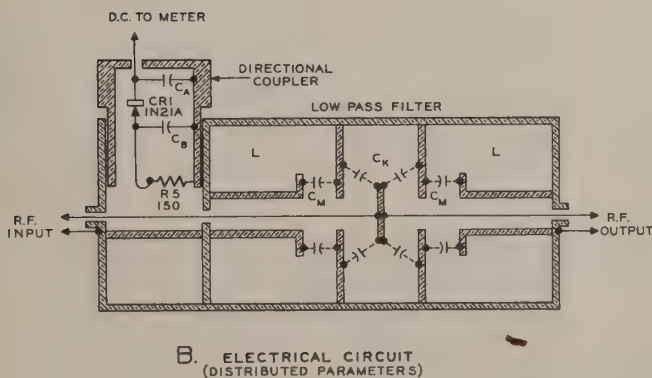 D.C. TO METER
DIRECTIONAL
COUPLER
CA
CR1
1N21A
CB
LOW PASS FILTER
L
CK
L
R5
150
CM
CM
R.F.
INPUT
R.F.
OUTPUT
B. ELECTRICAL CIRCUIT
(DISTRIBUTED PARAMETERS)